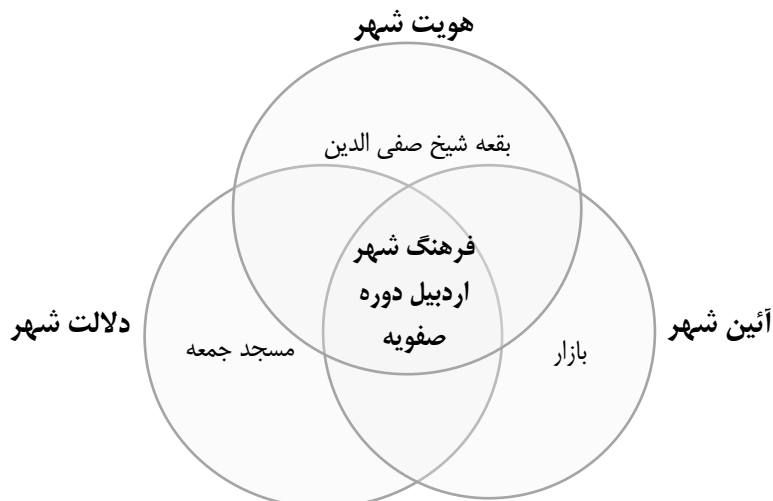 هویت شهر
بقعه شیخ صفی الدین
فرهنگ شهر
اردبیل دوره
صفویه
آئین شهر
دلالت شهر
بازار
مسجد جمعه